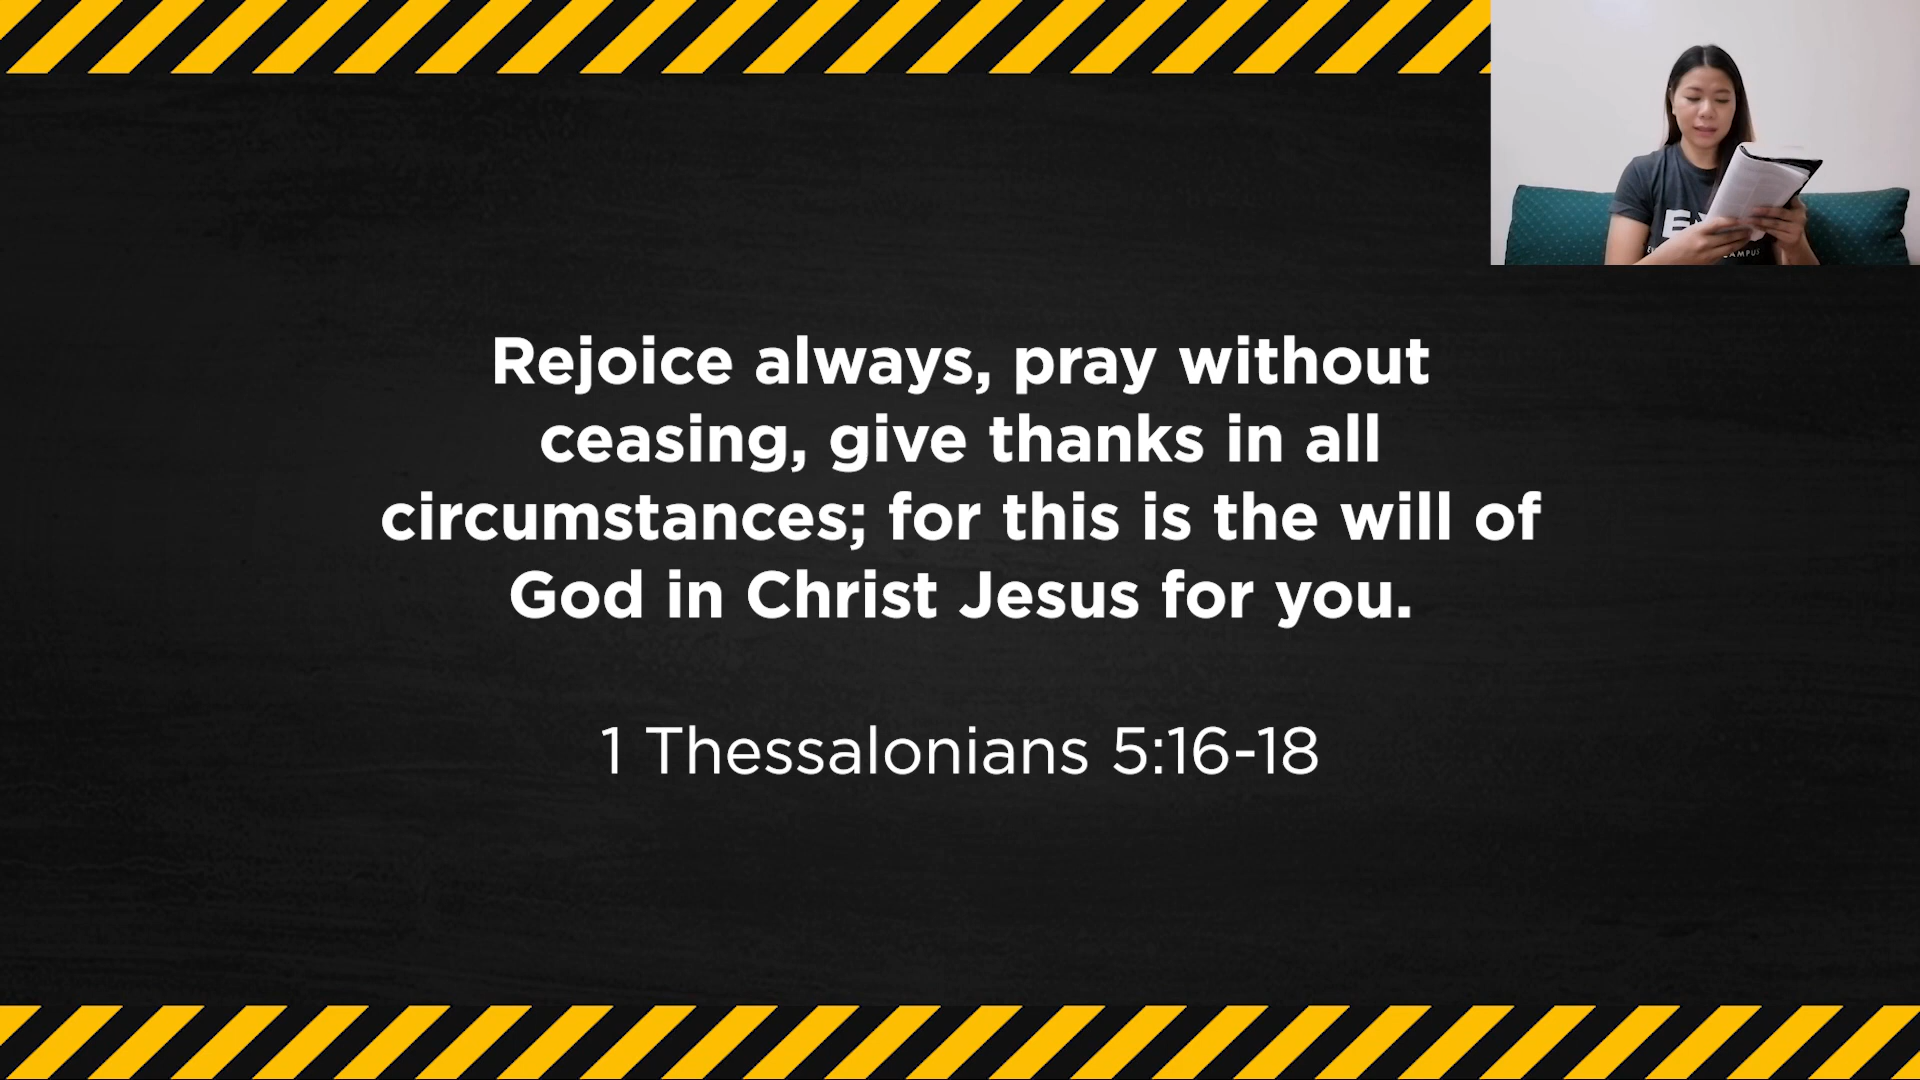 Rejoice always, pray without
ceasing, give thanks in all
circumstances; for this is the will of
God in Christ Jesus for you.
1 Thessalonians 5:16-18